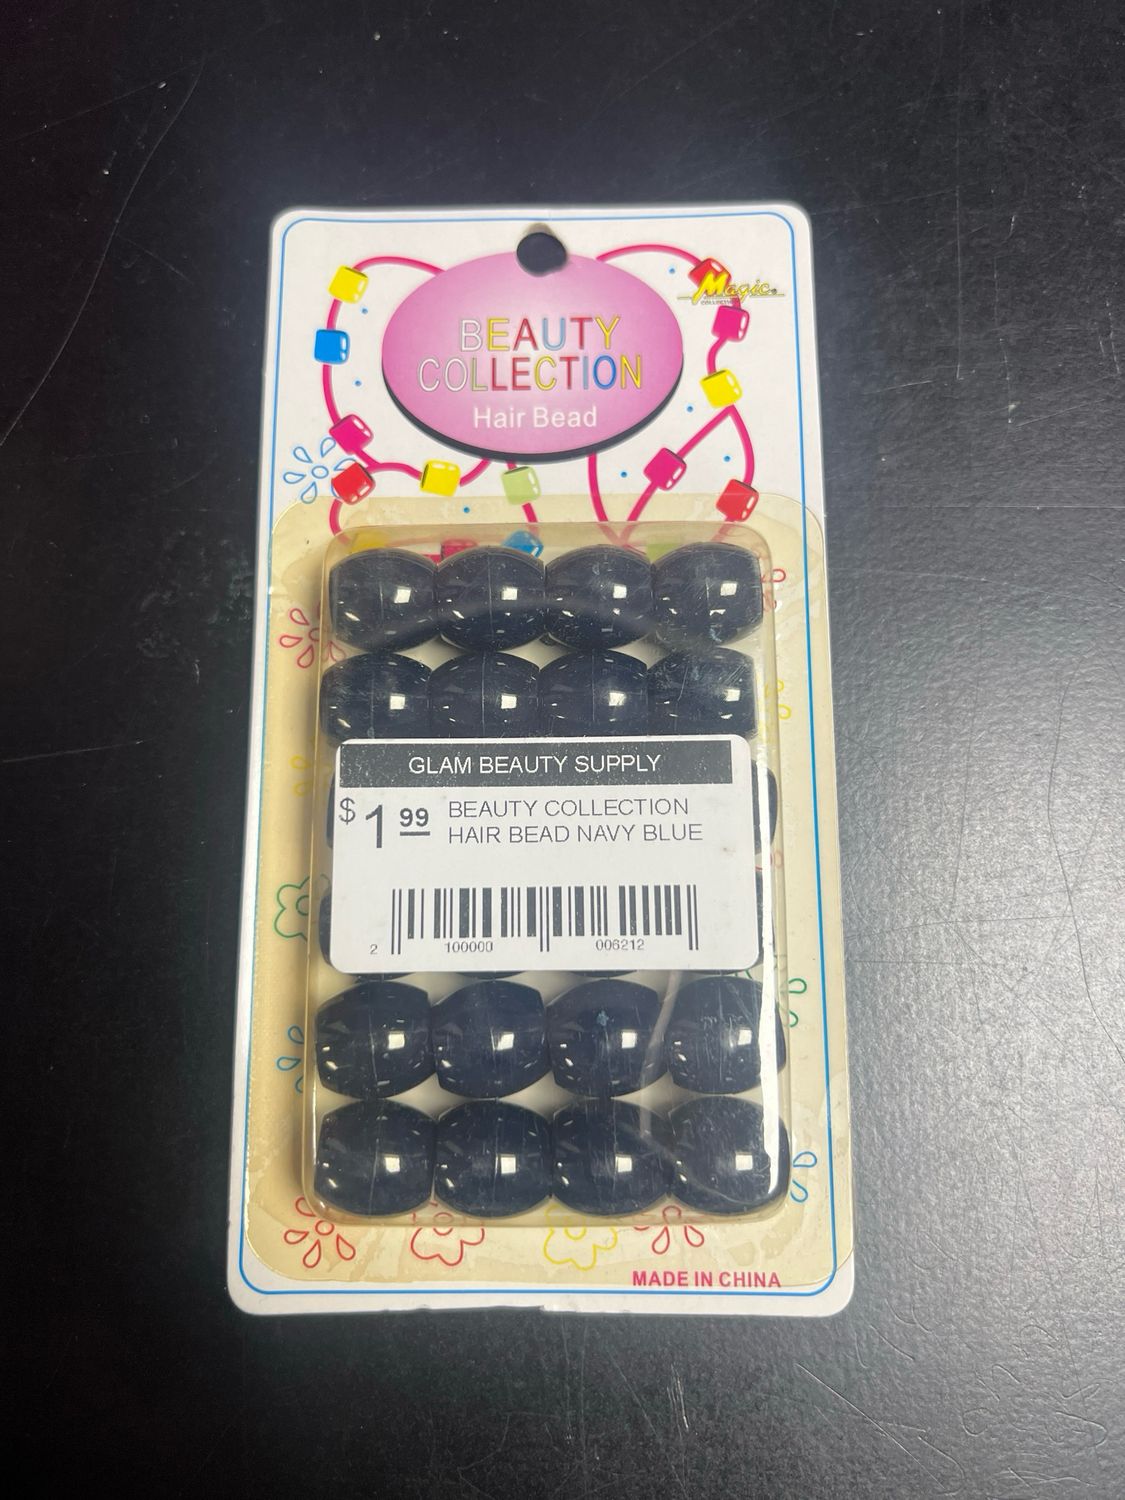 Magic
COLLECTION
BEAUTY
COLLECTION
Hair Bead
GLAM BEAUTY SUPPLY
$1 99
BEAUTY COLLECTION
HAIR BEAD NAVY BLUE
2 100000 006212
MADE IN CHINA